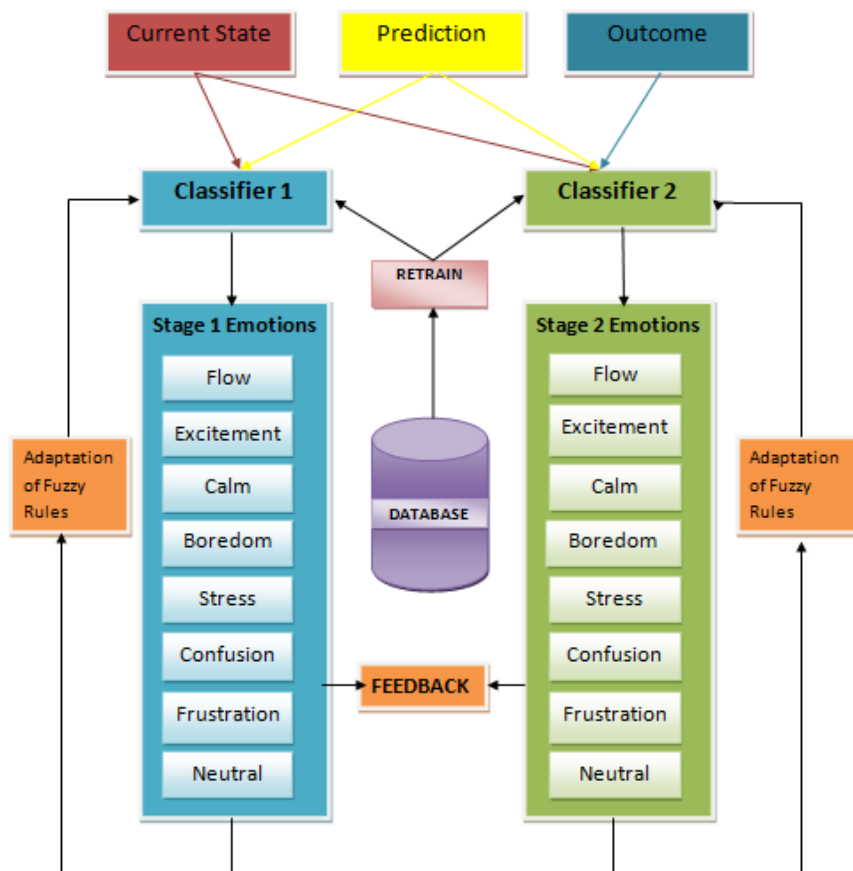 Current State
Prediction
Outcome
Classifier 1
Classifier 2
RETRAIN
Stage 1 Emotions
Flow
Excitement
Calm
Boredom
Stress
Confusion
Frustration
Neutral
Stage 2 Emotions
Flow
Excitement
Calm
Boredom
Stress
Confusion
Frustration
Neutral
Adaptation
of Fuzzy
Rules
DATABASE
Adaptation
of Fuzzy
Rules
FEEDBACK